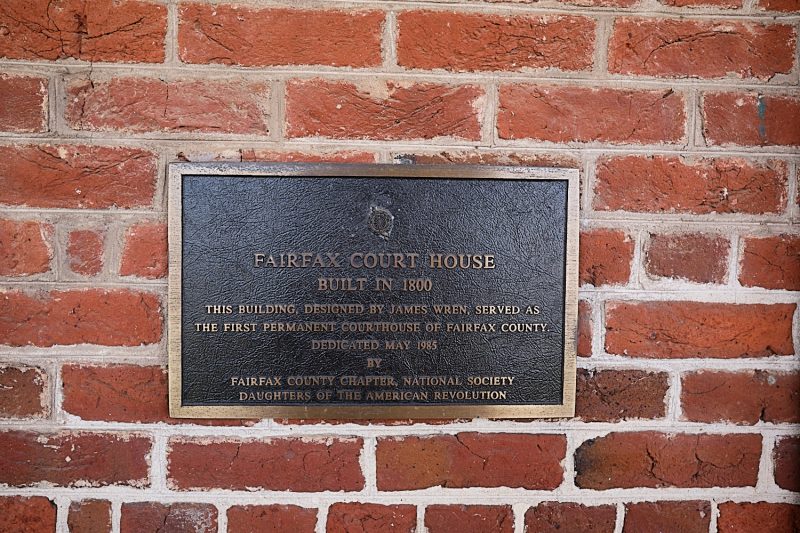 FAIRFAX COURT HOUSE
BUILT IN 1800
THIS BUILDING, DESIGNED BY JAMES WREN, SERVED AS
THE FIRST PERMANENT COURTHOUSE OF FAIRFAX COUNTY.
DEDICATED MAY 1985
BY
FAIRFAX COUNTY CHAPTER, NATIONAL SOCIETY
DAUGHTERS OF THE AMERICAN REVOLUTION